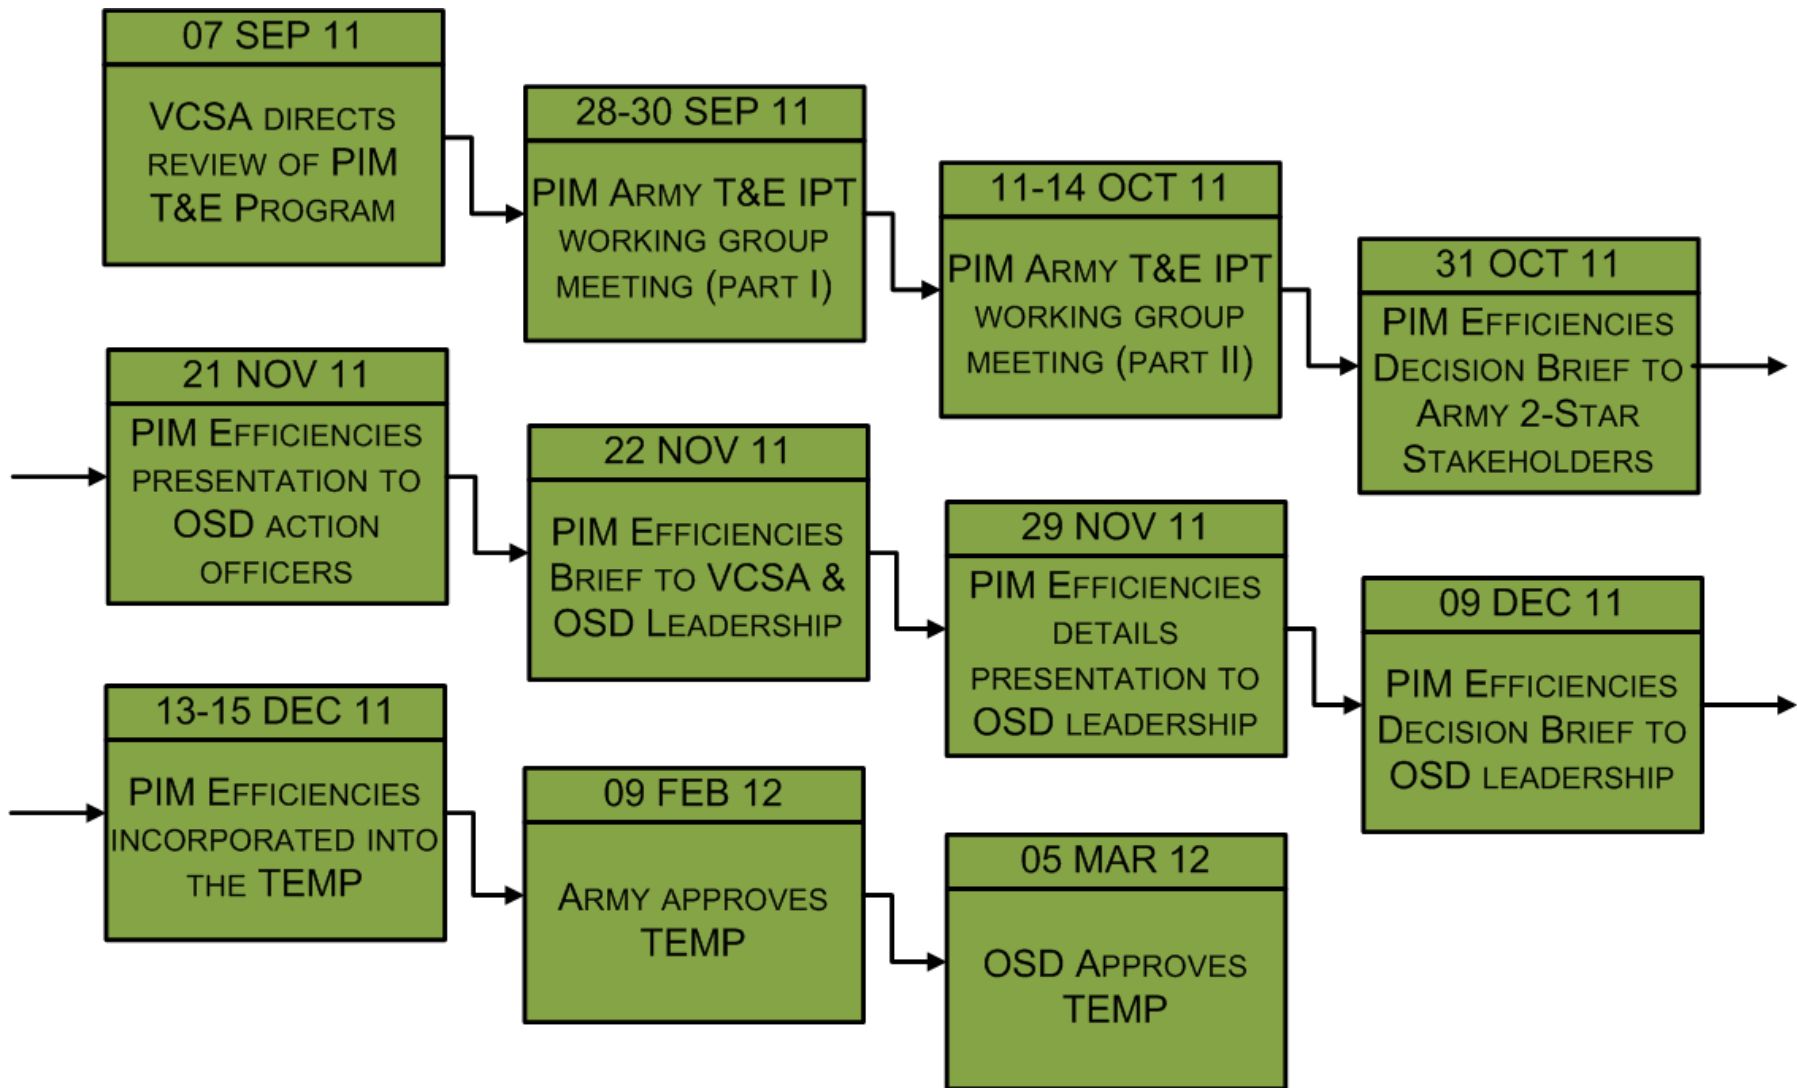 07 SEP 11
VCSA DIRECTS
REVIEW OF PIM
T&E PROGRAM
28-30 SEP 11
PIM ARMY T&E IPT
WORKING GROUP
MEETING (PART I)
11-14 OCT 11
PIM ARMY T&E IPT
WORKING GROUP
MEETING (PART II)
31 OCT 11
PIM EFFICIENCIES
DECISION BRIEF TO
ARMY 2-STAR
STAKEHOLDERS
21 NOV 11
PIM EFFICIENCIES
PRESENTATION TO
OSD ACTION
OFFICERS
22 NOV 11
PIM EFFICIENCIES
BRIEF TO VCSA &
OSD LEADERSHIP
29 NOV 11
PIM EFFICIENCIES
DETAILS
PRESENTATION TO
OSD LEADERSHIP
09 DEC 11
PIM EFFICIENCIES
DECISION BRIEF TO
OSD LEADERSHIP
13-15 DEC 11
PIM EFFICIENCIES
INCORPORATED INTO
THE TEMP
09 FEB 12
ARMY APPROVES
TEMP
05 MAR 12
OSD APPROVES
TEMP